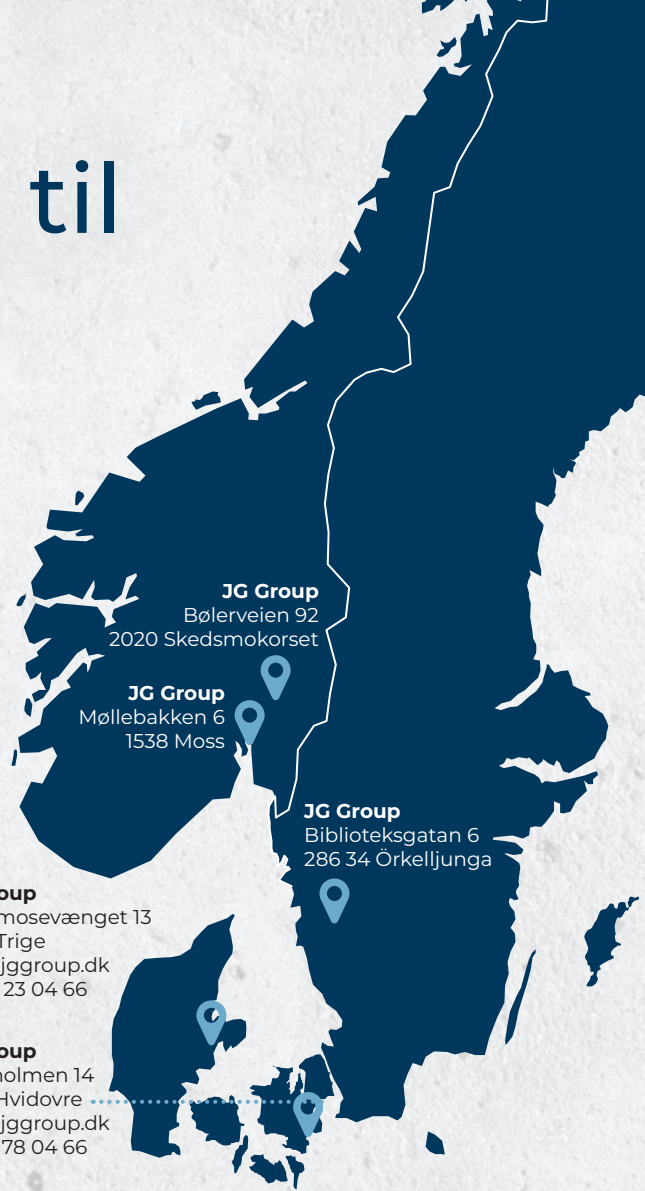 til
JG Group
Bølerveien 92
2020 Skedsmokorset
JG Group
Møllebakken 6
1538 Moss
JG Group
Biblioteksgatan 6
286 34 Örkelljunga
oup
mosevænget 13
Trige
jggroup.dk
23 04 66
oup
holmen 14
Hvidovre
jggroup.dk
78 04 66